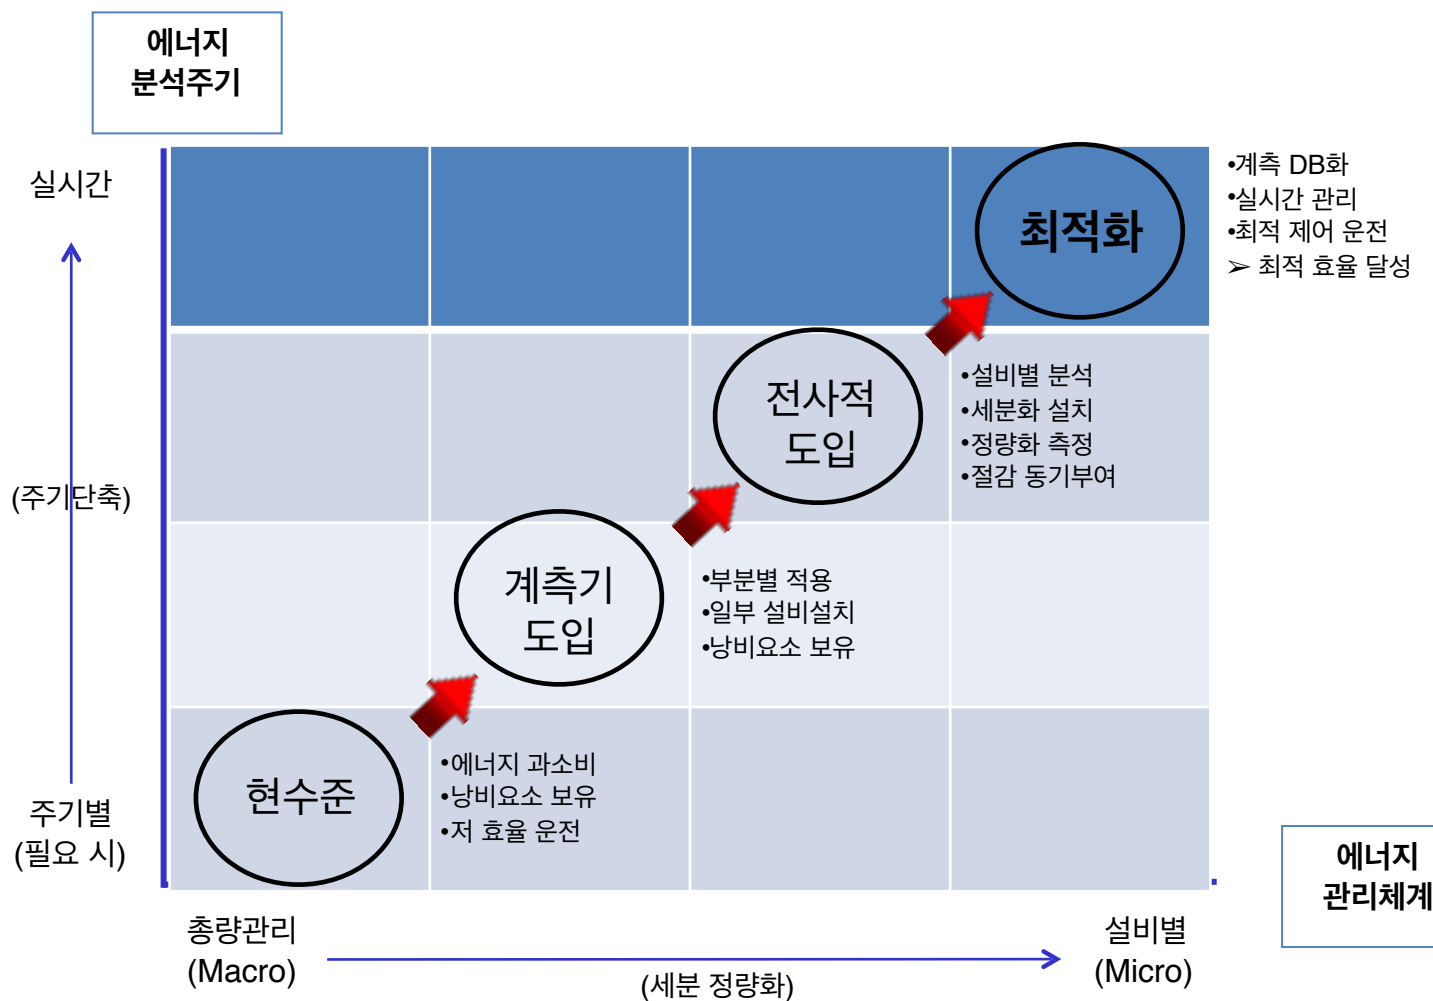 에너지
분석주기
실시간
(주기단축)
주기별
(필요 시)
최적화
•계측 DB화
•실시간 관리
•최적 제어 운전
➢ 최적 효율 달성
전사적
도입
•설비별 분석
•세분화 설치
•정량화 측정
•절감 동기부여
계측기
도입
•부분별 적용
•일부 설비설치
•낭비요소 보유
현수준
•에너지 과소비
•낭비요소 보유
•저 효율 운전
총량관리
(Macro)
(세분 정량화)
설비별
(Micro)
에너지
관리체계